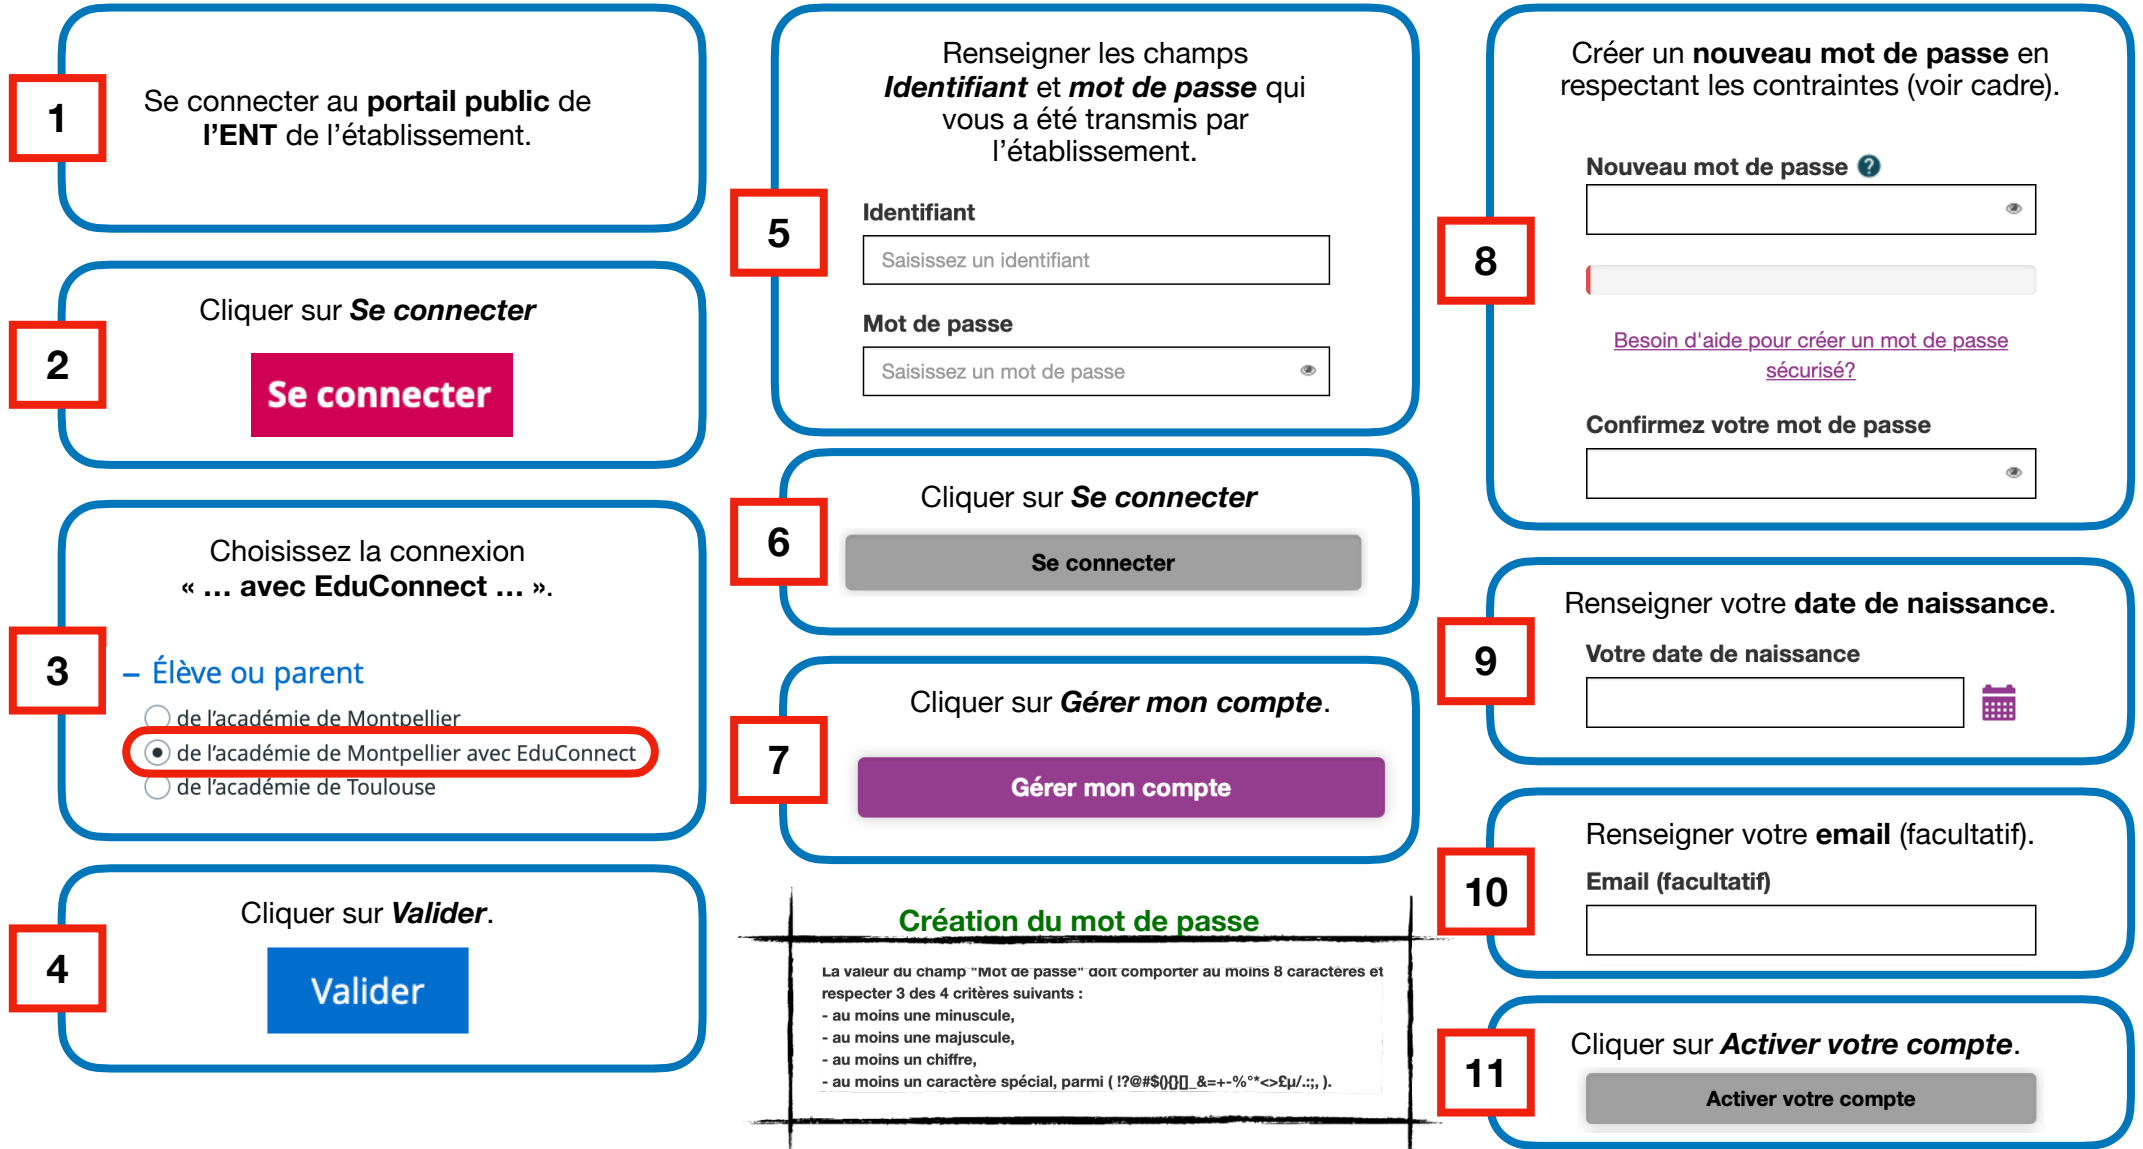 1
Se connecter au portail public de
l’ENT de l’établissement.
2
Cliquer sur Se connecter
Se connecter
3
Choisissez la connexion
« … avec EduConnect … ».
– Élève ou parent
de l’académie de Montpellier
de l’académie de Montpellier avec EduConnect
de l’académie de Toulouse
4
Cliquer sur Valider.
Valider
5
Renseigner les champs
Identifiant et mot de passe qui
vous a été transmis par
l’établissement.
Identifiant
Saisissez un identifiant
Mot de passe
Saisissez un mot de passe
6
Cliquer sur Se connecter
Se connecter
7
Cliquer sur Gérer mon compte.
Gérer mon compte
Création du mot de passe
La valeur du champ "Mot de passe" doit comporter au moins 8 caractères et
respecter 3 des 4 critères suivants :
- au moins une minuscule,
- au moins une majuscule,
- au moins un chiffre,
- au moins un caractère spécial, parmi ( !?@#$(){}[]_&=+-%°*<>£µ/.:;, ).
8
Créer un nouveau mot de passe en
respectant les contraintes (voir cadre).
Nouveau mot de passe ?
Besoin d'aide pour créer un mot de passe
sécurisé?
Confirmez votre mot de passe
9
Renseigner votre date de naissance.
Votre date de naissance
10
Renseigner votre email (facultatif).
Email (facultatif)
11
Cliquer sur Activer votre compte.
Activer votre compte